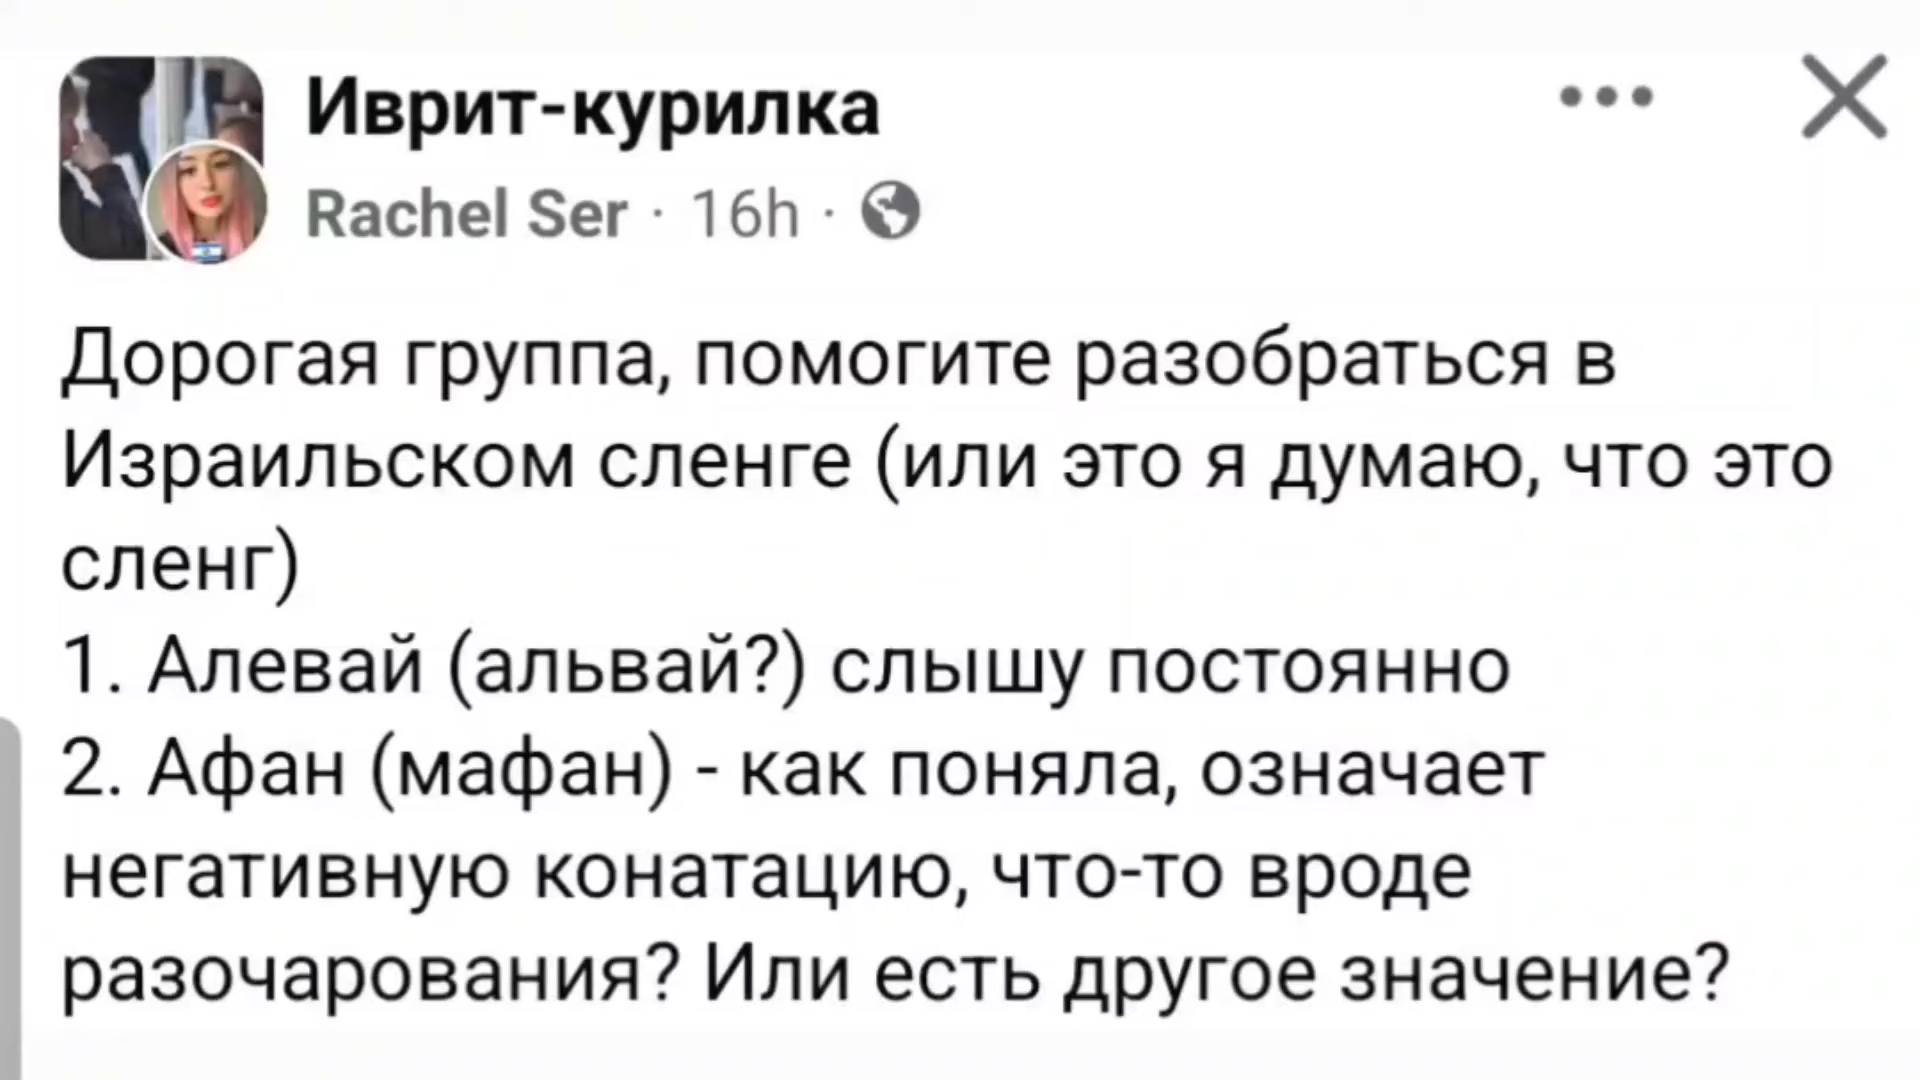 Иврит-курилка
Rachel Ser · 16h ·
Дорогая группа, помогите разобраться в
Израильском сленге (или это я думаю, что это
сленг)
1. Алевай (альвай?) слышу постоянно
2. Афан (мафан) - как поняла, означает
негативную конатацию, что-то вроде
разочарования? Или есть другое значение?